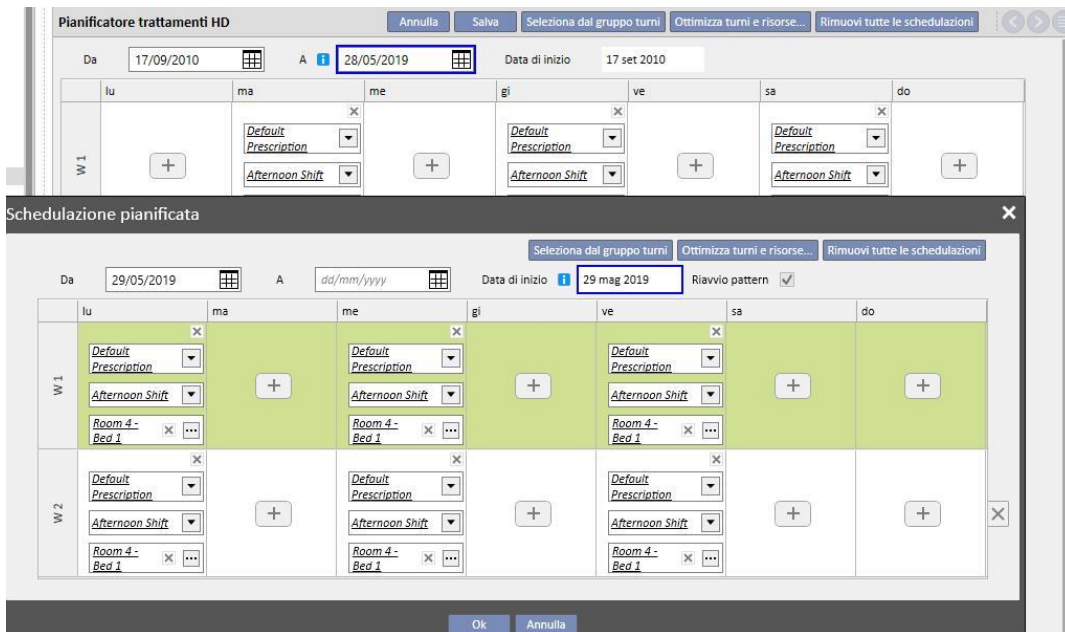 Pianificatore trattamenti HD Annulla Salva Seleziona dal gruppo turni Ottimizza turni e risorse... Rimuovi tutte le schedulazioni
Da 17/09/2010 A 28/05/2019 Data di inizio 17 set 2010
lu ma me gi ve sa do
Default Default Default
Prescription Prescription Prescription
W 1
Afternoon Shift Afternoon Shift Afternoon Shift
Schedulazione pianificata
Seleziona dal gruppo turni Ottimizza turni e risorse... Rimuovi tutte le schedulazioni
Da 29/05/2019 A dd/mm/yyyy Data di inizio 29 mag 2019 Riavvio pattern
lu ma me gi ve sa do
Default Default Default
Prescription Prescription Prescription
W 1
Afternoon Shift Afternoon Shift Afternoon Shift
Room 4 - Room 4 - Room 4 -
Bed 1 Bed 1 Bed 1
Default Default Default
Prescription Prescription Prescription
W 2
Afternoon Shift Afternoon Shift Afternoon Shift
Room 4 - Room 4 - Room 4 -
Bed 1 Bed 1 Bed 1
Ok Annulla